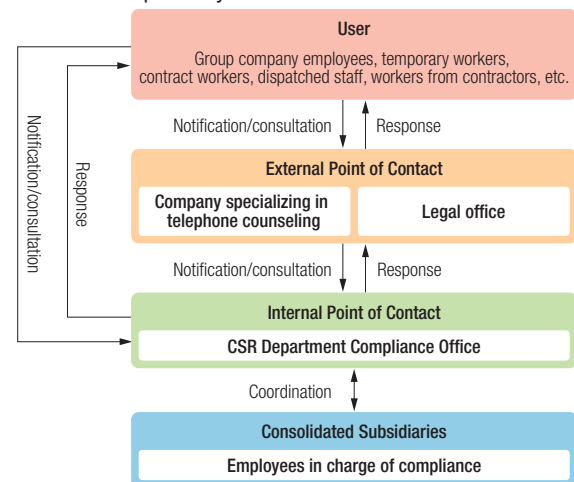 User
Group company employees, temporary workers,
contract workers, dispatched staff, workers from contractors, etc.
Notification/consultation
Response
Notification/consultation
Response
External Point of Contact
Company specializing in
telephone counseling
Legal office
Notification/consultation
Response
Internal Point of Contact
CSR Department Compliance Office
Coordination
Consolidated Subsidiaries
Employees in charge of compliance